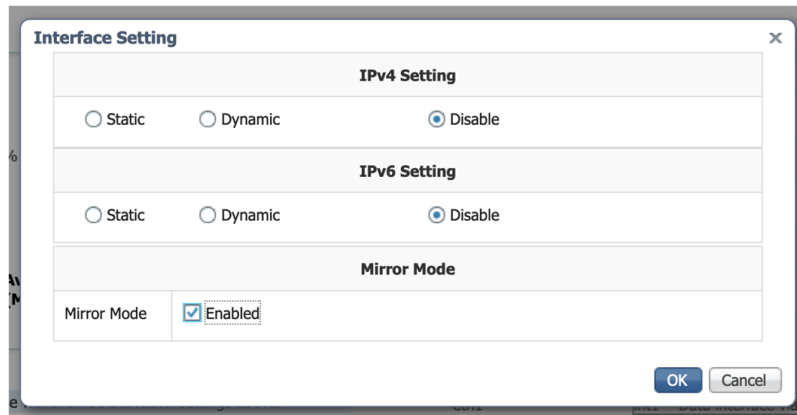 Interface Setting
IPv4 Setting
Static Dynamic Disable
%
IPv6 Setting
Static Dynamic Disable
Mirror Mode
Mirror Mode Enabled
OK Cancel